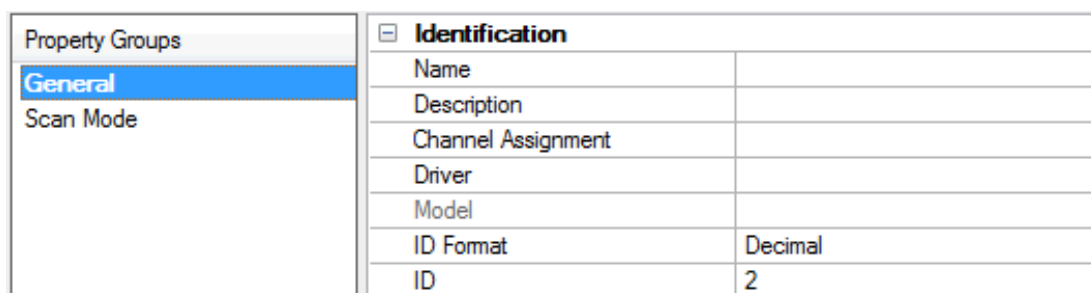 Property Groups
General
Scan Mode
Identification
Name
Description
Channel Assignment
Driver
Model
ID Format Decimal
ID 2